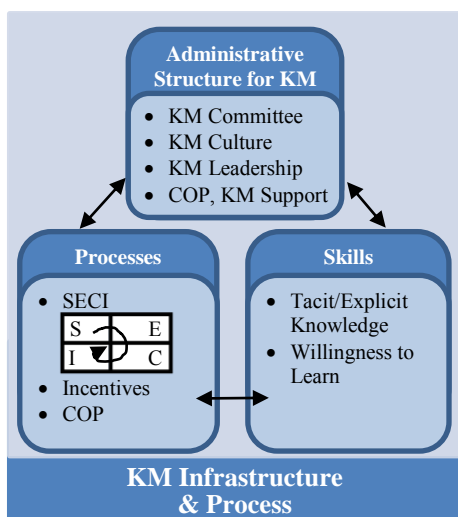 Administrative
Structure for KM
• KM Committee
• KM Culture
• KM Leadership
• COP, KM Support
Processes
• SECI
S E
I C
• Incentives
• COP
Skills
• Tacit/Explicit
Knowledge
• Willingness to
Learn
KM Infrastructure
& Process